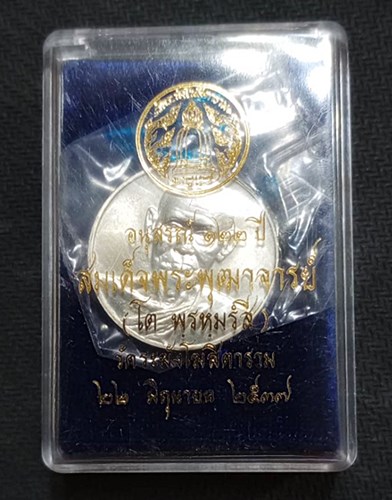 อนุสรณ์ ๑๒๒ ปี
สมเด็จพระพุฒาจารย์
(โต พรหมรังสี)
วัดระฆังโฆสิตาราม
๒๒ มิถุนายน ๒๕๓๗